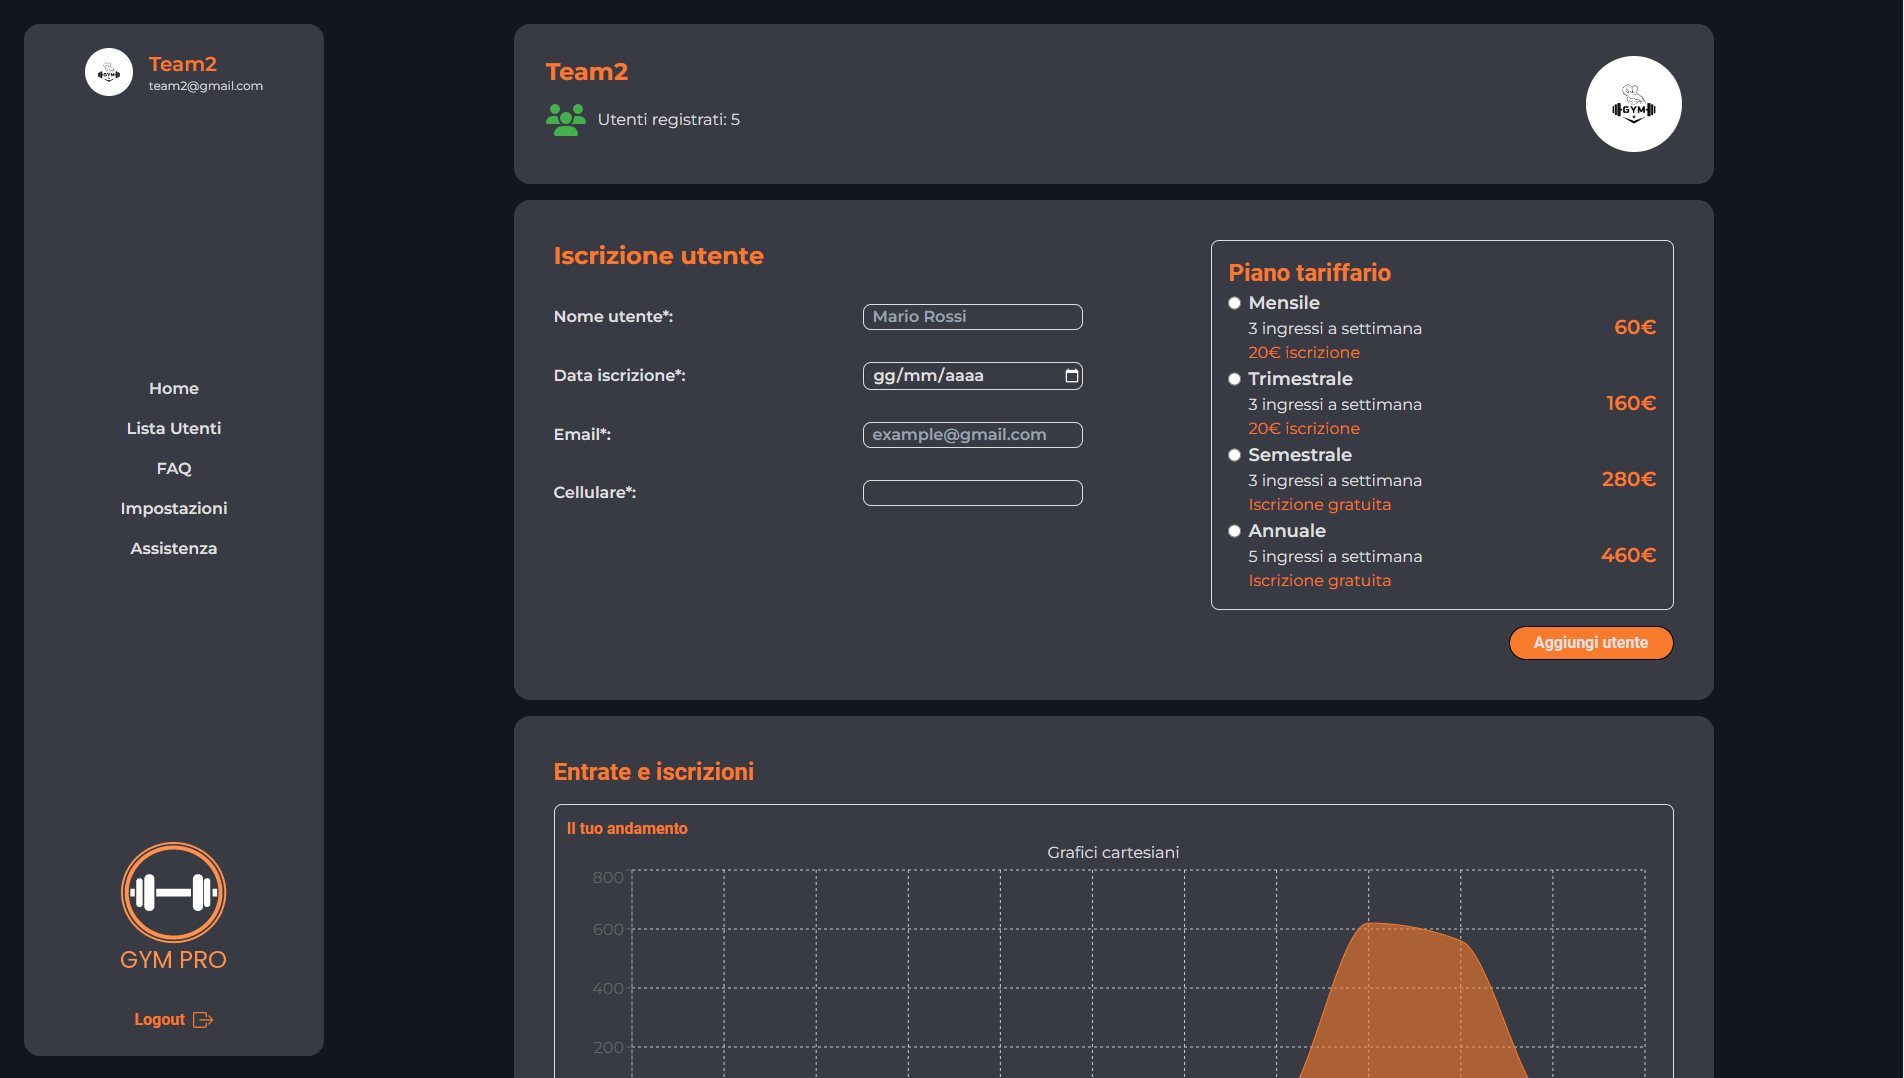 Team2
team2@gmail.com
Home
Lista Utenti
FAQ
Impostazioni
Assistenza
GYM PRO
Logout
Team2
Utenti registrati: 5
GYM
Iscrizione utente
Nome utente*:
Mario Rossi
Data iscrizione*:
gg/mm/aaaa
Email*:
example@gmail.com
Cellulare*:
Piano tariffario
Mensile
3 ingressi a settimana
60€
20€ iscrizione
Trimestrale
3 ingressi a settimana
160€
20€ iscrizione
Semestrale
3 ingressi a settimana
280€
Iscrizione gratuita
Annuale
5 ingressi a settimana
460€
Iscrizione gratuita
Aggiungi utente
Entrate e iscrizioni
Il tuo andamento
Grafici cartesiani
800
600
400
200